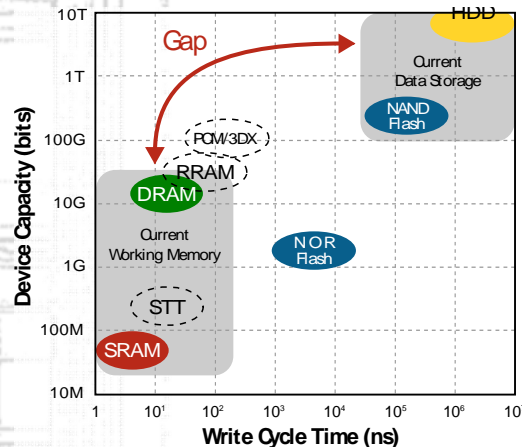 10T
HDD
Gap
Current
Data Storage
1T
NAND
Flash
PCM/3DX
100G
RRAM
DRAM
10G
Current
Working Memory
NOR
Flash
1G
STT
100M
SRAM
10M
Device Capacity (bits)
1 10¹ 10² 10³ 10⁴ 10⁵ 10⁶
Write Cycle Time (ns)